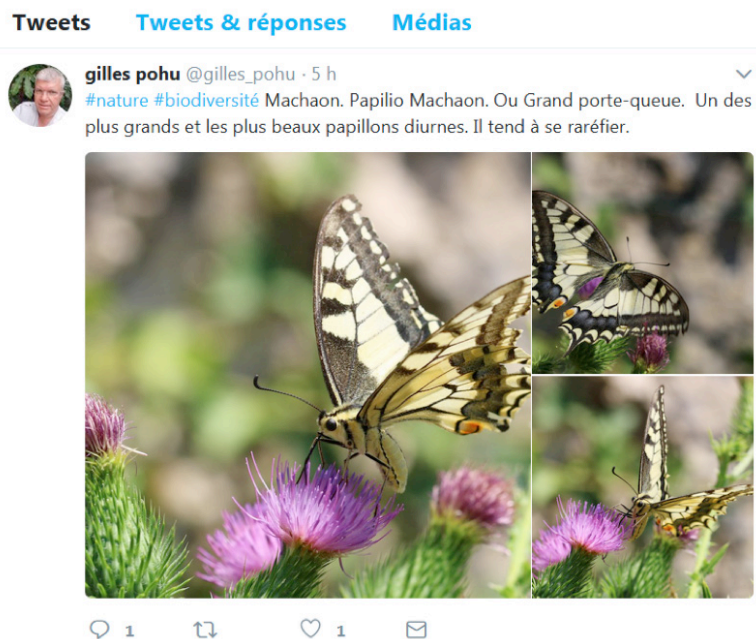 Tweets Tweets & réponses Médias
gilles pohu @gilles_pohu · 5 h
#nature #biodiversité Machaon. Papilio Machaon. Ou Grand porte-queue. Un des
plus grands et les plus beaux papillons diurnes. Il tend à se raréfier.
1 1